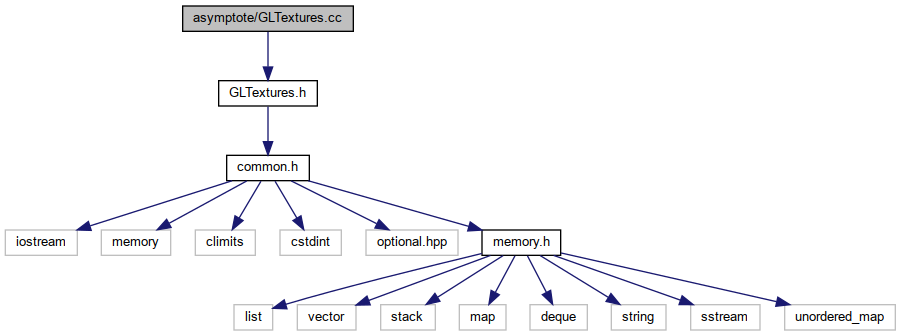 asymptote/GLTextures.cc
GLTextures.h
common.h
iostream
memory
climits
cstdint
optional.hpp
memory.h
list
vector
stack
map
deque
string
sstream
unordered_map